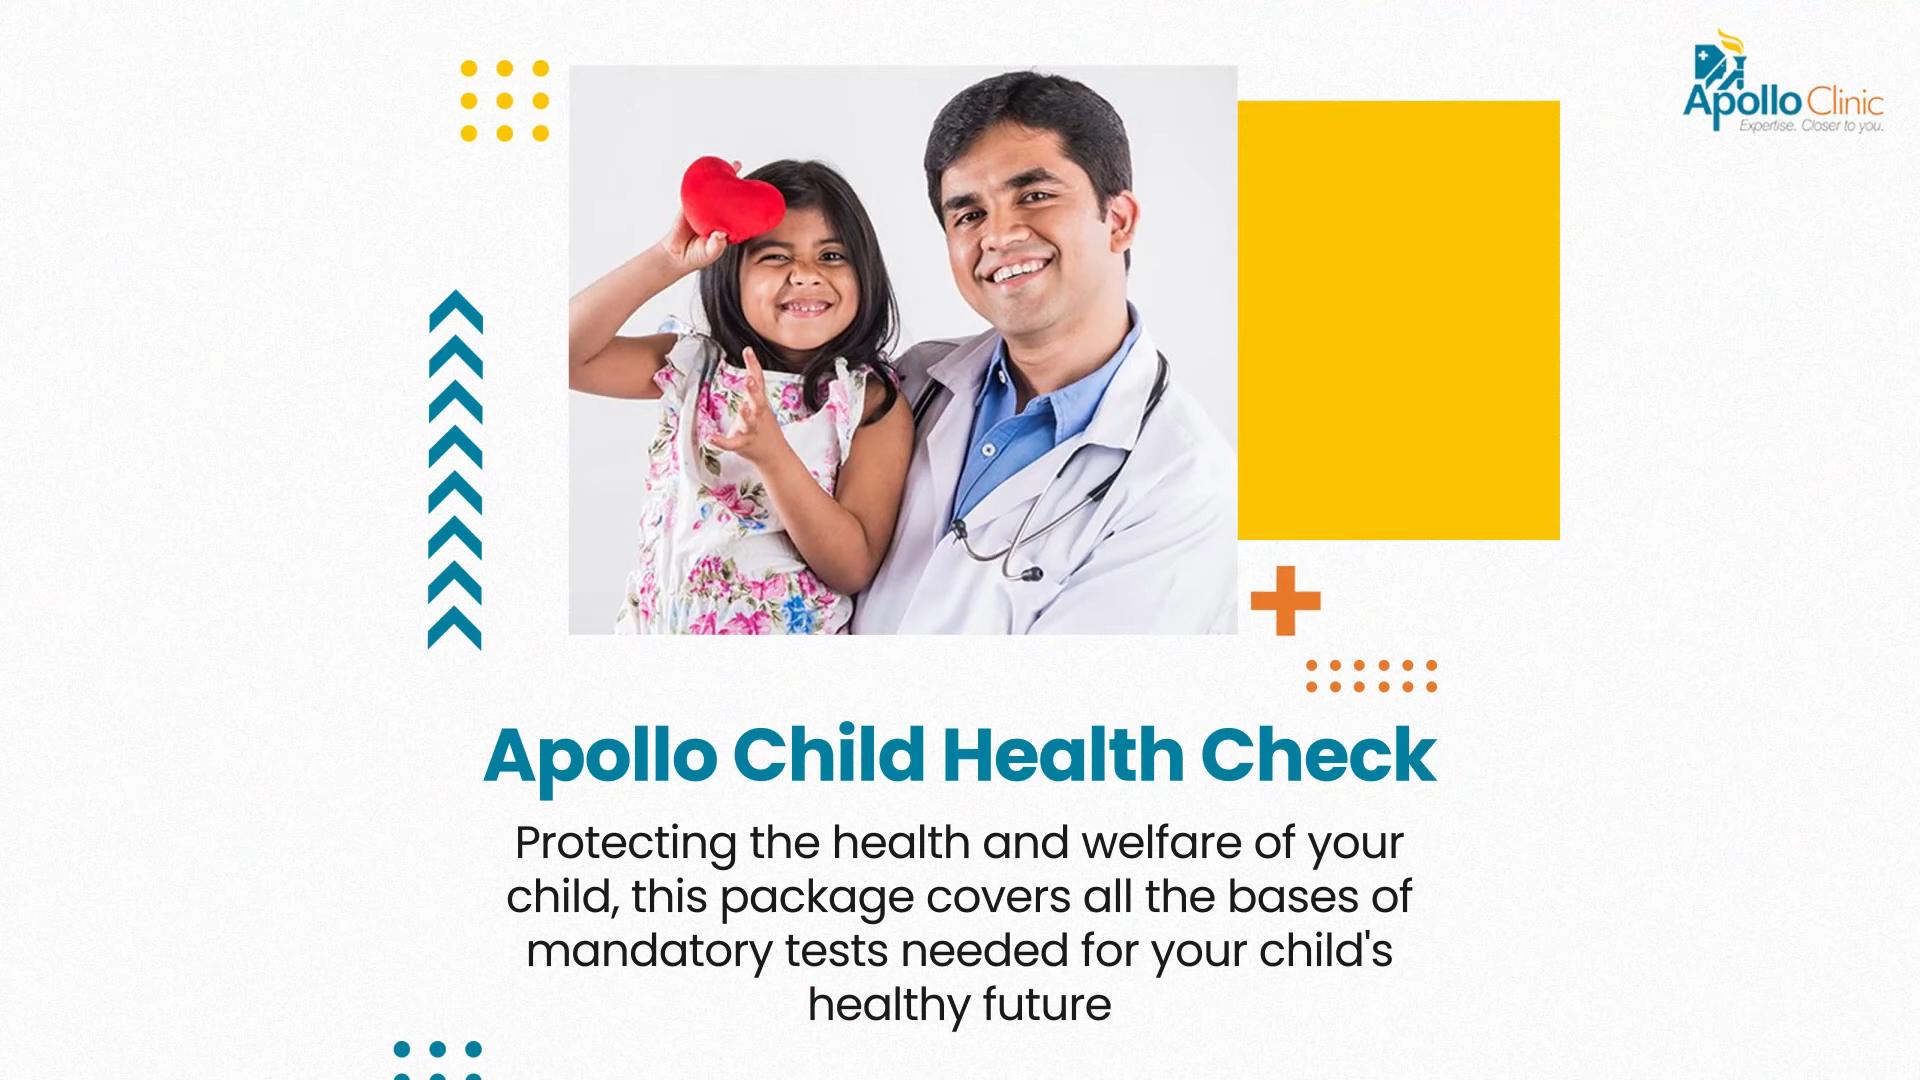 Apollo Clinic
Expertise. Closer to you.
Apollo Child Health Check
Protecting the health and welfare of your
child, this package covers all the bases of
mandatory tests needed for your child's
healthy future